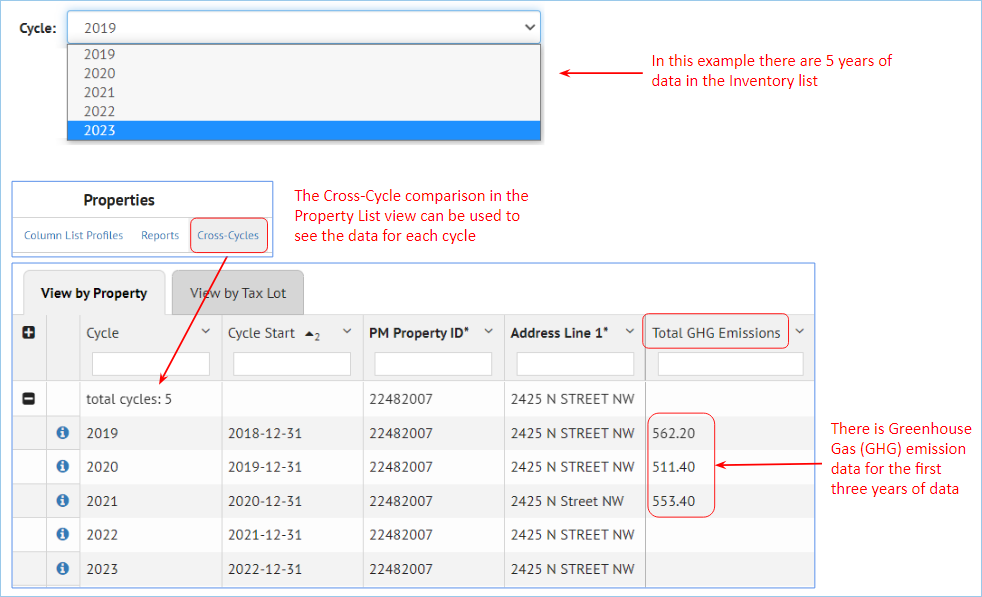 Cycle: 2019
2019
2020
2021
2022
2023
In this example there are 5 years of
data in the Inventory list
Properties
Column List Profiles Reports Cross-Cycles
The Cross-Cycle comparison in the
Property List view can be used to
see the data for each cycle
View by Property View by Tax Lot
Cycle Cycle Start 2 PM Property ID* Address Line 1* Total GHG Emissions
total cycles: 5 22482007 2425 N STREET NW
2019 2018-12-31 22482007 2425 N STREET NW 562.20
2020 2019-12-31 22482007 2425 N STREET NW 511.40
2021 2020-12-31 22482007 2425 N Street NW 553.40
2022 2021-12-31 22482007 2425 N STREET NW
2023 2022-12-31 22482007 2425 N STREET NW
There is Greenhouse
Gas (GHG) emission
data for the first
three years of data